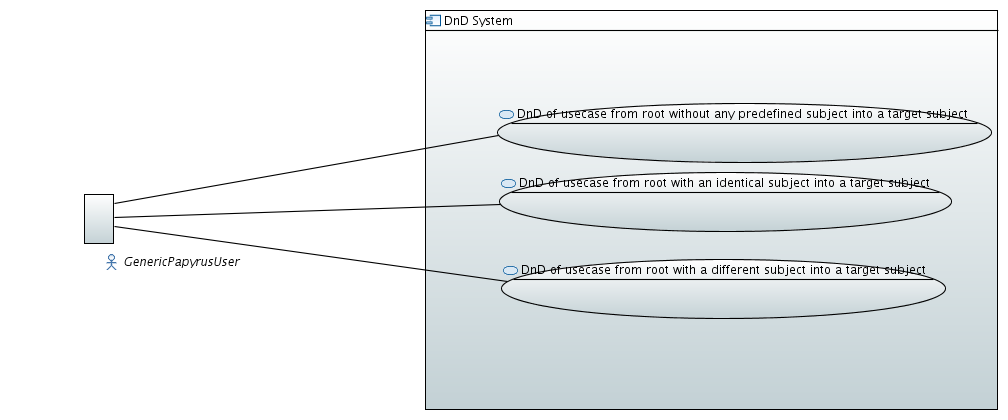 DnD System
DnD of usecase from root without any predefined subject into a target subject
DnD of usecase from root with an identical subject into a target subject
GenericPapyrusUser
DnD of usecase from root with a different subject into a target subject